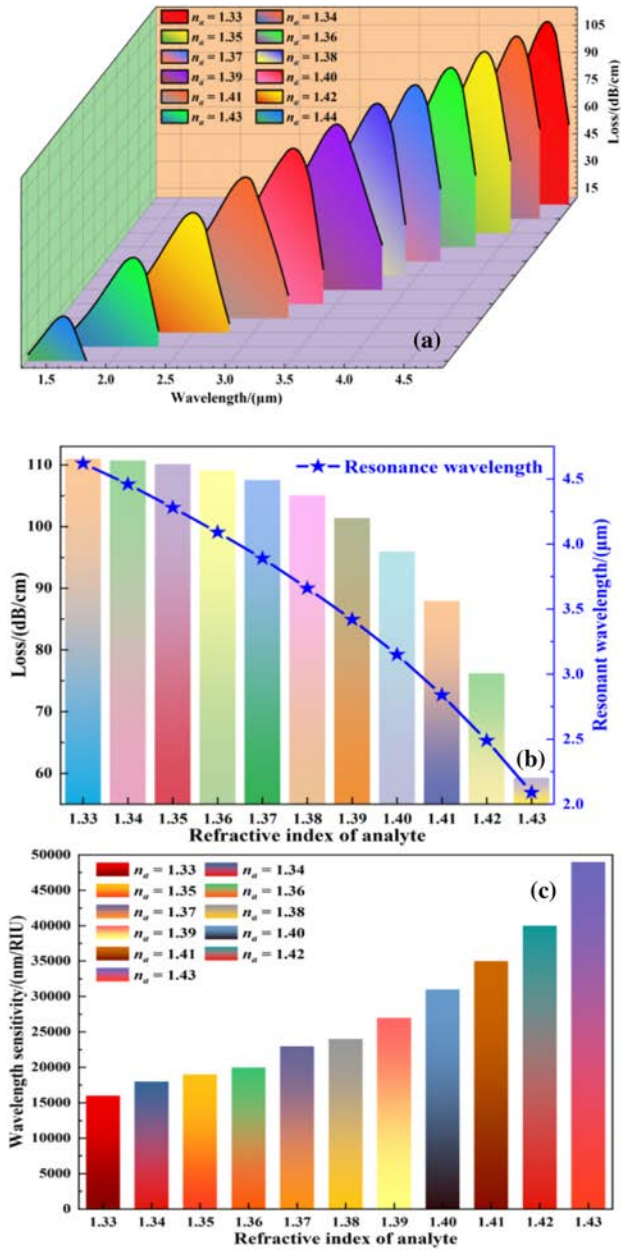 n_a = 1.33 n_a = 1.34
n_a = 1.35 n_a = 1.36
n_a = 1.37 n_a = 1.38
n_a = 1.39 n_a = 1.40
n_a = 1.41 n_a = 1.42
n_a = 1.43 n_a = 1.44
105
90
75
60
45
30
15
Loss/(dB/cm)
(a)
1.5 2.0 2.5 3.0 3.5 4.0 4.5
Wavelength/(μm)
Resonance wavelength
110
100
90
80
70
60
Loss/(dB/cm)
4.5
4.0
3.5
3.0
2.5
2.0
Resonant wavelength/(μm)
(b)
1.33 1.34 1.35 1.36 1.37 1.38 1.39 1.40 1.41 1.42 1.43
Refractive index of analyte
50000
45000
40000
35000
30000
25000
20000
15000
10000
5000
0
Wavelength sensitivity/(nm/RIU)
n_a = 1.33 n_a = 1.34
n_a = 1.35 n_a = 1.36
n_a = 1.37 n_a = 1.38
n_a = 1.39 n_a = 1.40
n_a = 1.41 n_a = 1.42
n_a = 1.43
(c)
1.33 1.34 1.35 1.36 1.37 1.38 1.39 1.40 1.41 1.42 1.43
Refractive index of analyte